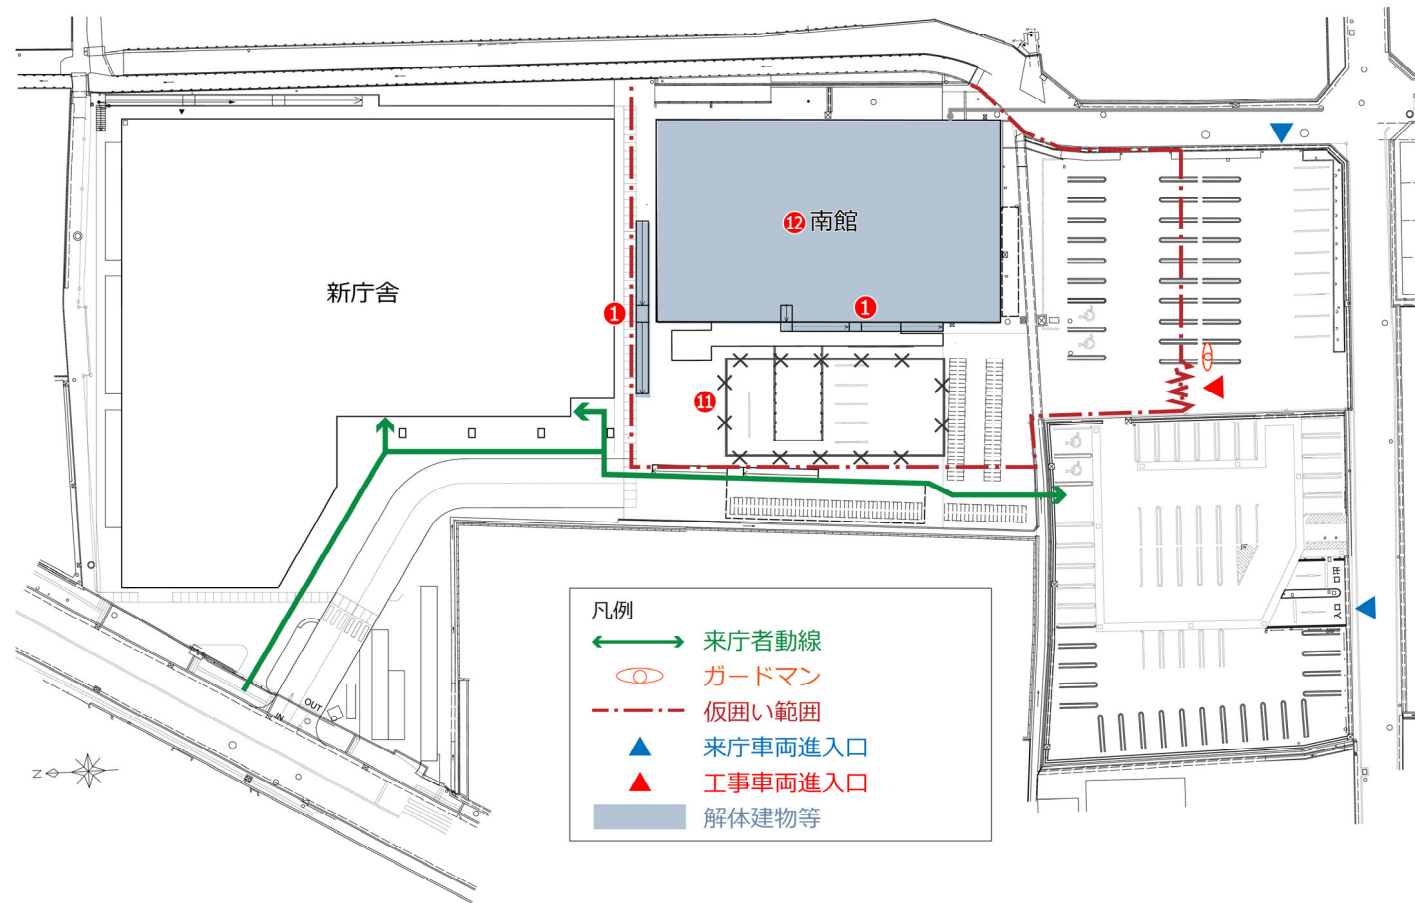 ⑫南館
新庁舎
❶
❶
⑪
出口
入口
OUT
IN
Z
凡例
来庁者動線
ガードマン
仮囲い範囲
来庁車両進入口
工事車両進入口
解体建物等